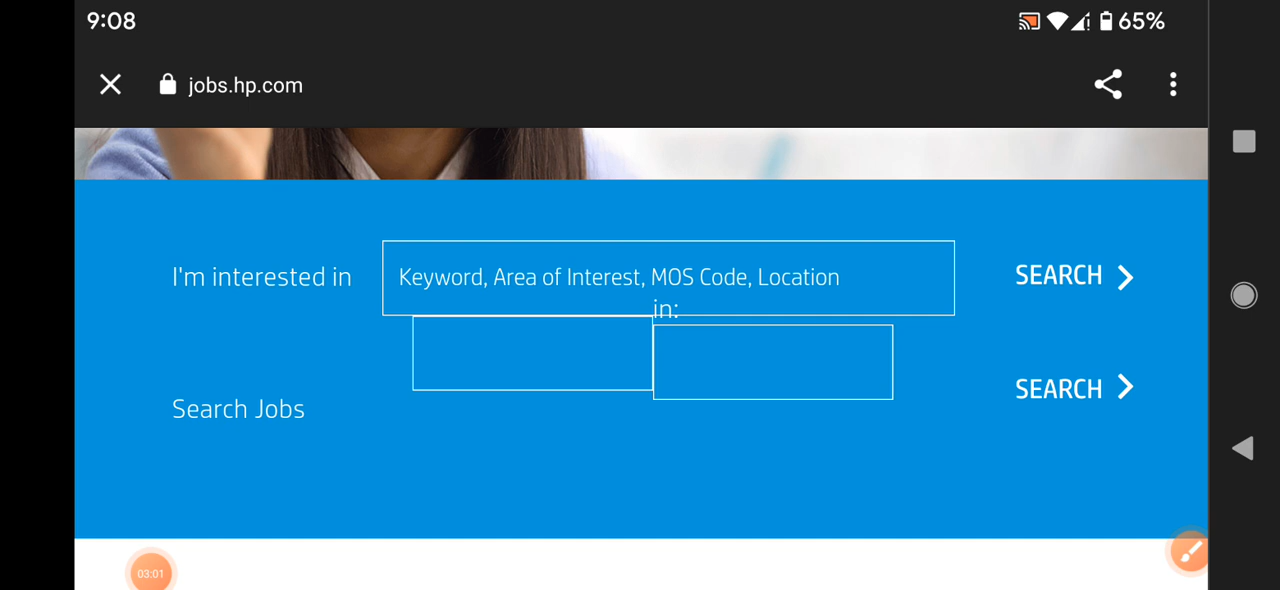 9:08
65%
jobs.hp.com
I'm interested in
Keyword, Area of Interest, MOS Code, Location
SEARCH
in:
Search Jobs
SEARCH
03:01